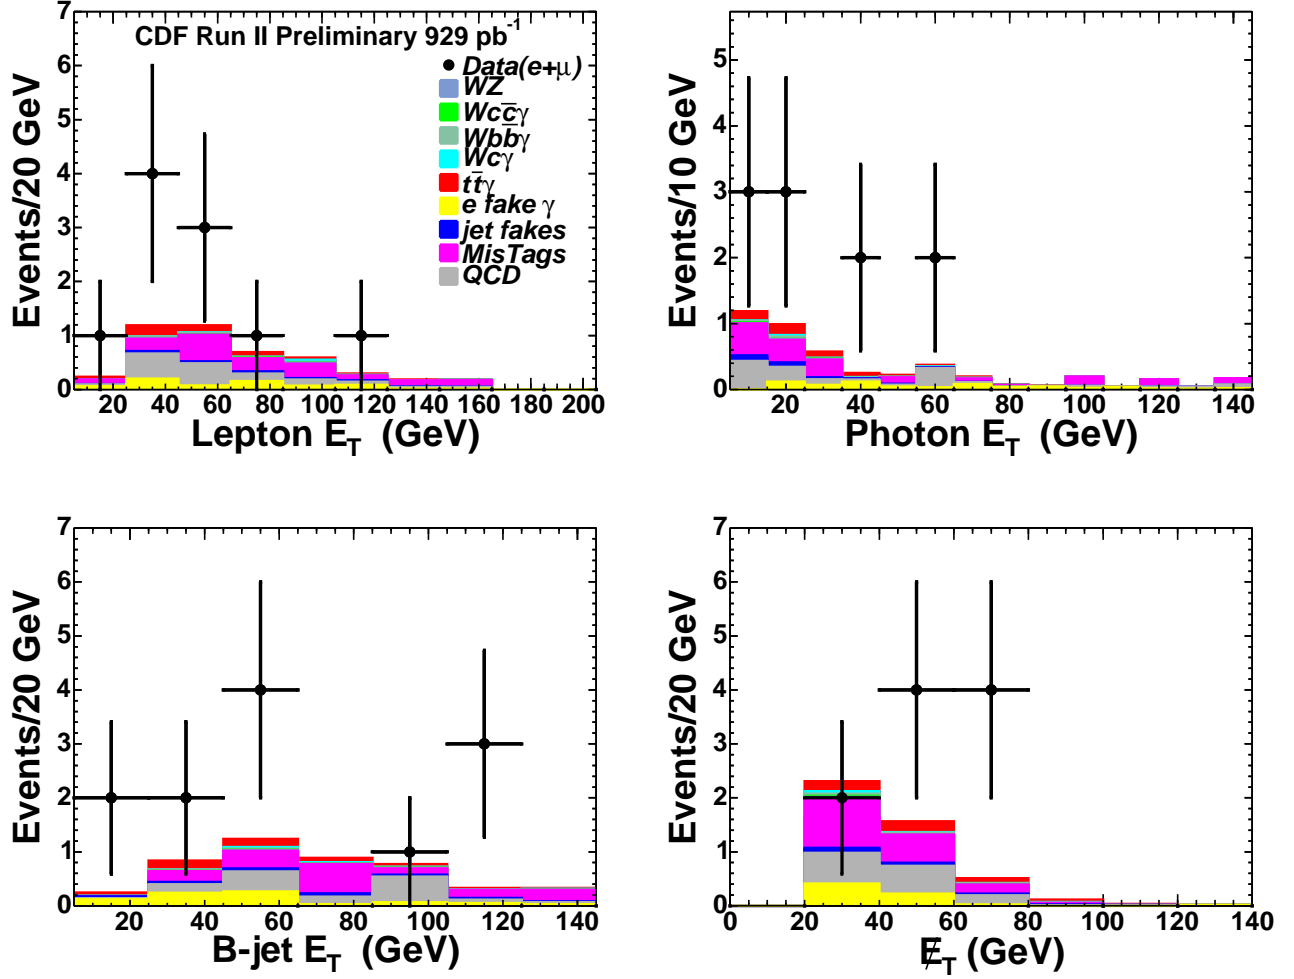 CDF Run II Preliminary 929 pb⁻¹
Data(e+μ)
WZ
Wcc̄γ
Wbb̄γ
Wcγ
tt̄γ
e fake γ
jet fakes
MisTags
QCD
Events/20 GeV
7
6
5
4
3
2
1
0
20 40 60 80 100 120 140 160 180 200
Lepton E_T (GeV)
Events/10 GeV
5
4
3
2
1
0
20 40 60 80 100 120 140
Photon E_T (GeV)
Events/20 GeV
7
6
5
4
3
2
1
0
20 40 60 80 100 120 140
B-jet E_T (GeV)
Events/20 GeV
7
6
5
4
3
2
1
0
0 20 40 60 80 100 120 140
E̸_T (GeV)